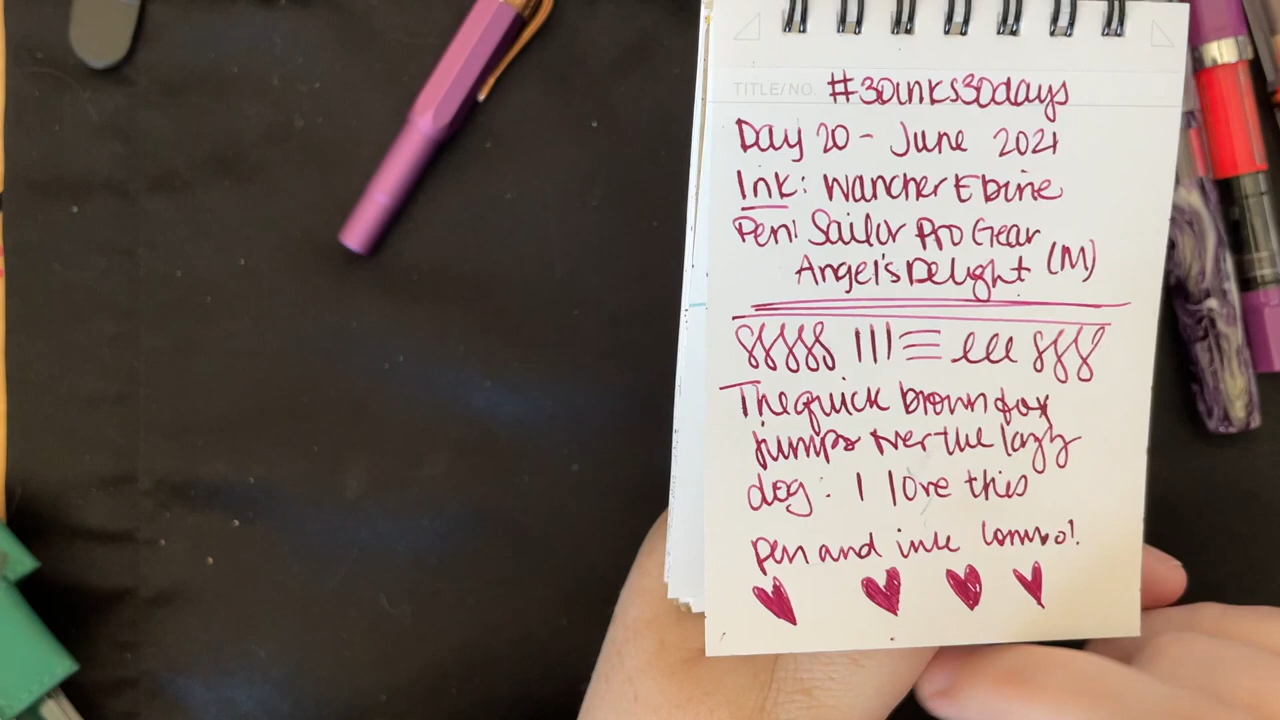 TITLE/NO. #30inks30days
Day 20 - June 2021
Ink: Wancher Ebine
Pen: Sailor Pro Gear
Angel's Delight (M)
The quick brown fox
jumps over the lazy
dog. I love this
pen and ink combo!